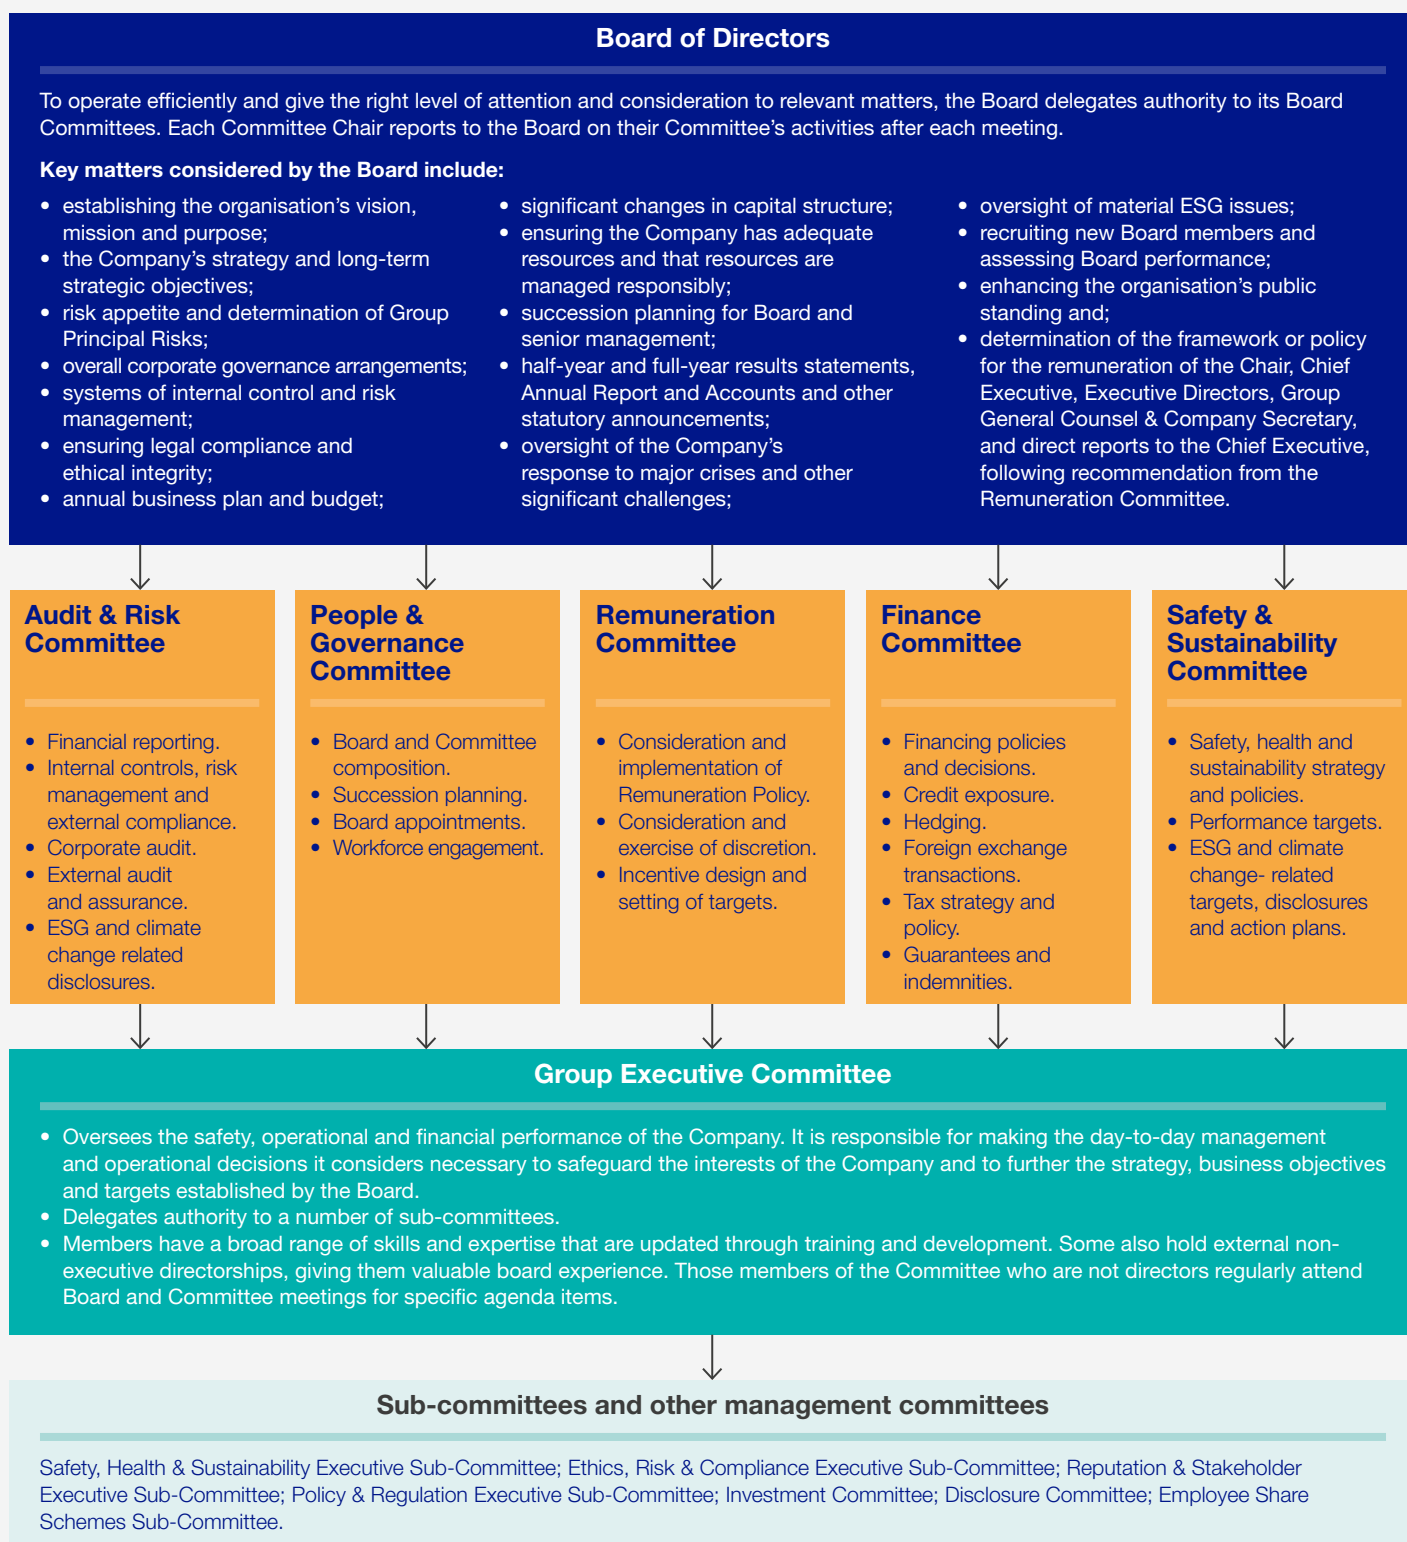 Board of Directors
To operate efficiently and give the right level of attention and consideration to relevant matters, the Board delegates authority to its Board
Committees. Each Committee Chair reports to the Board on their Committee’s activities after each meeting.
Key matters considered by the Board include:
• establishing the organisation’s vision,
mission and purpose;
• the Company’s strategy and long-term
strategic objectives;
• risk appetite and determination of Group
Principal Risks;
• overall corporate governance arrangements;
• systems of internal control and risk
management;
• ensuring legal compliance and
ethical integrity;
• annual business plan and budget;
• significant changes in capital structure;
• ensuring the Company has adequate
resources and that resources are
managed responsibly;
• succession planning for Board and
senior management;
• half-year and full-year results statements,
Annual Report and Accounts and other
statutory announcements;
• oversight of the Company’s
response to major crises and other
significant challenges;
• oversight of material ESG issues;
• recruiting new Board members and
assessing Board performance;
• enhancing the organisation’s public
standing and;
• determination of the framework or policy
for the remuneration of the Chair, Chief
Executive, Executive Directors, Group
General Counsel & Company Secretary,
and direct reports to the Chief Executive,
following recommendation from the
Remuneration Committee.
Audit & Risk
Committee
• Financial reporting.
• Internal controls, risk
management and
external compliance.
• Corporate audit.
• External audit
and assurance.
• ESG and climate
change related
disclosures.
People &
Governance
Committee
• Board and Committee
composition.
• Succession planning.
• Board appointments.
• Workforce engagement.
Remuneration
Committee
• Consideration and
implementation of
Remuneration Policy.
• Consideration and
exercise of discretion.
• Incentive design and
setting of targets.
Finance
Committee
• Financing policies
and decisions.
• Credit exposure.
• Hedging.
• Foreign exchange
transactions.
• Tax strategy and
policy.
• Guarantees and
indemnities.
Safety &
Sustainability
Committee
• Safety, health and
sustainability strategy
and policies.
• Performance targets.
• ESG and climate
change- related
targets, disclosures
and action plans.
Group Executive Committee
• Oversees the safety, operational and financial performance of the Company. It is responsible for making the day-to-day management
and operational decisions it considers necessary to safeguard the interests of the Company and to further the strategy, business objectives
and targets established by the Board.
• Delegates authority to a number of sub-committees.
• Members have a broad range of skills and expertise that are updated through training and development. Some also hold external non-
executive directorships, giving them valuable board experience. Those members of the Committee who are not directors regularly attend
Board and Committee meetings for specific agenda items.
Sub-committees and other management committees
Safety, Health & Sustainability Executive Sub-Committee; Ethics, Risk & Compliance Executive Sub-Committee; Reputation & Stakeholder
Executive Sub-Committee; Policy & Regulation Executive Sub-Committee; Investment Committee; Disclosure Committee; Employee Share
Schemes Sub-Committee.